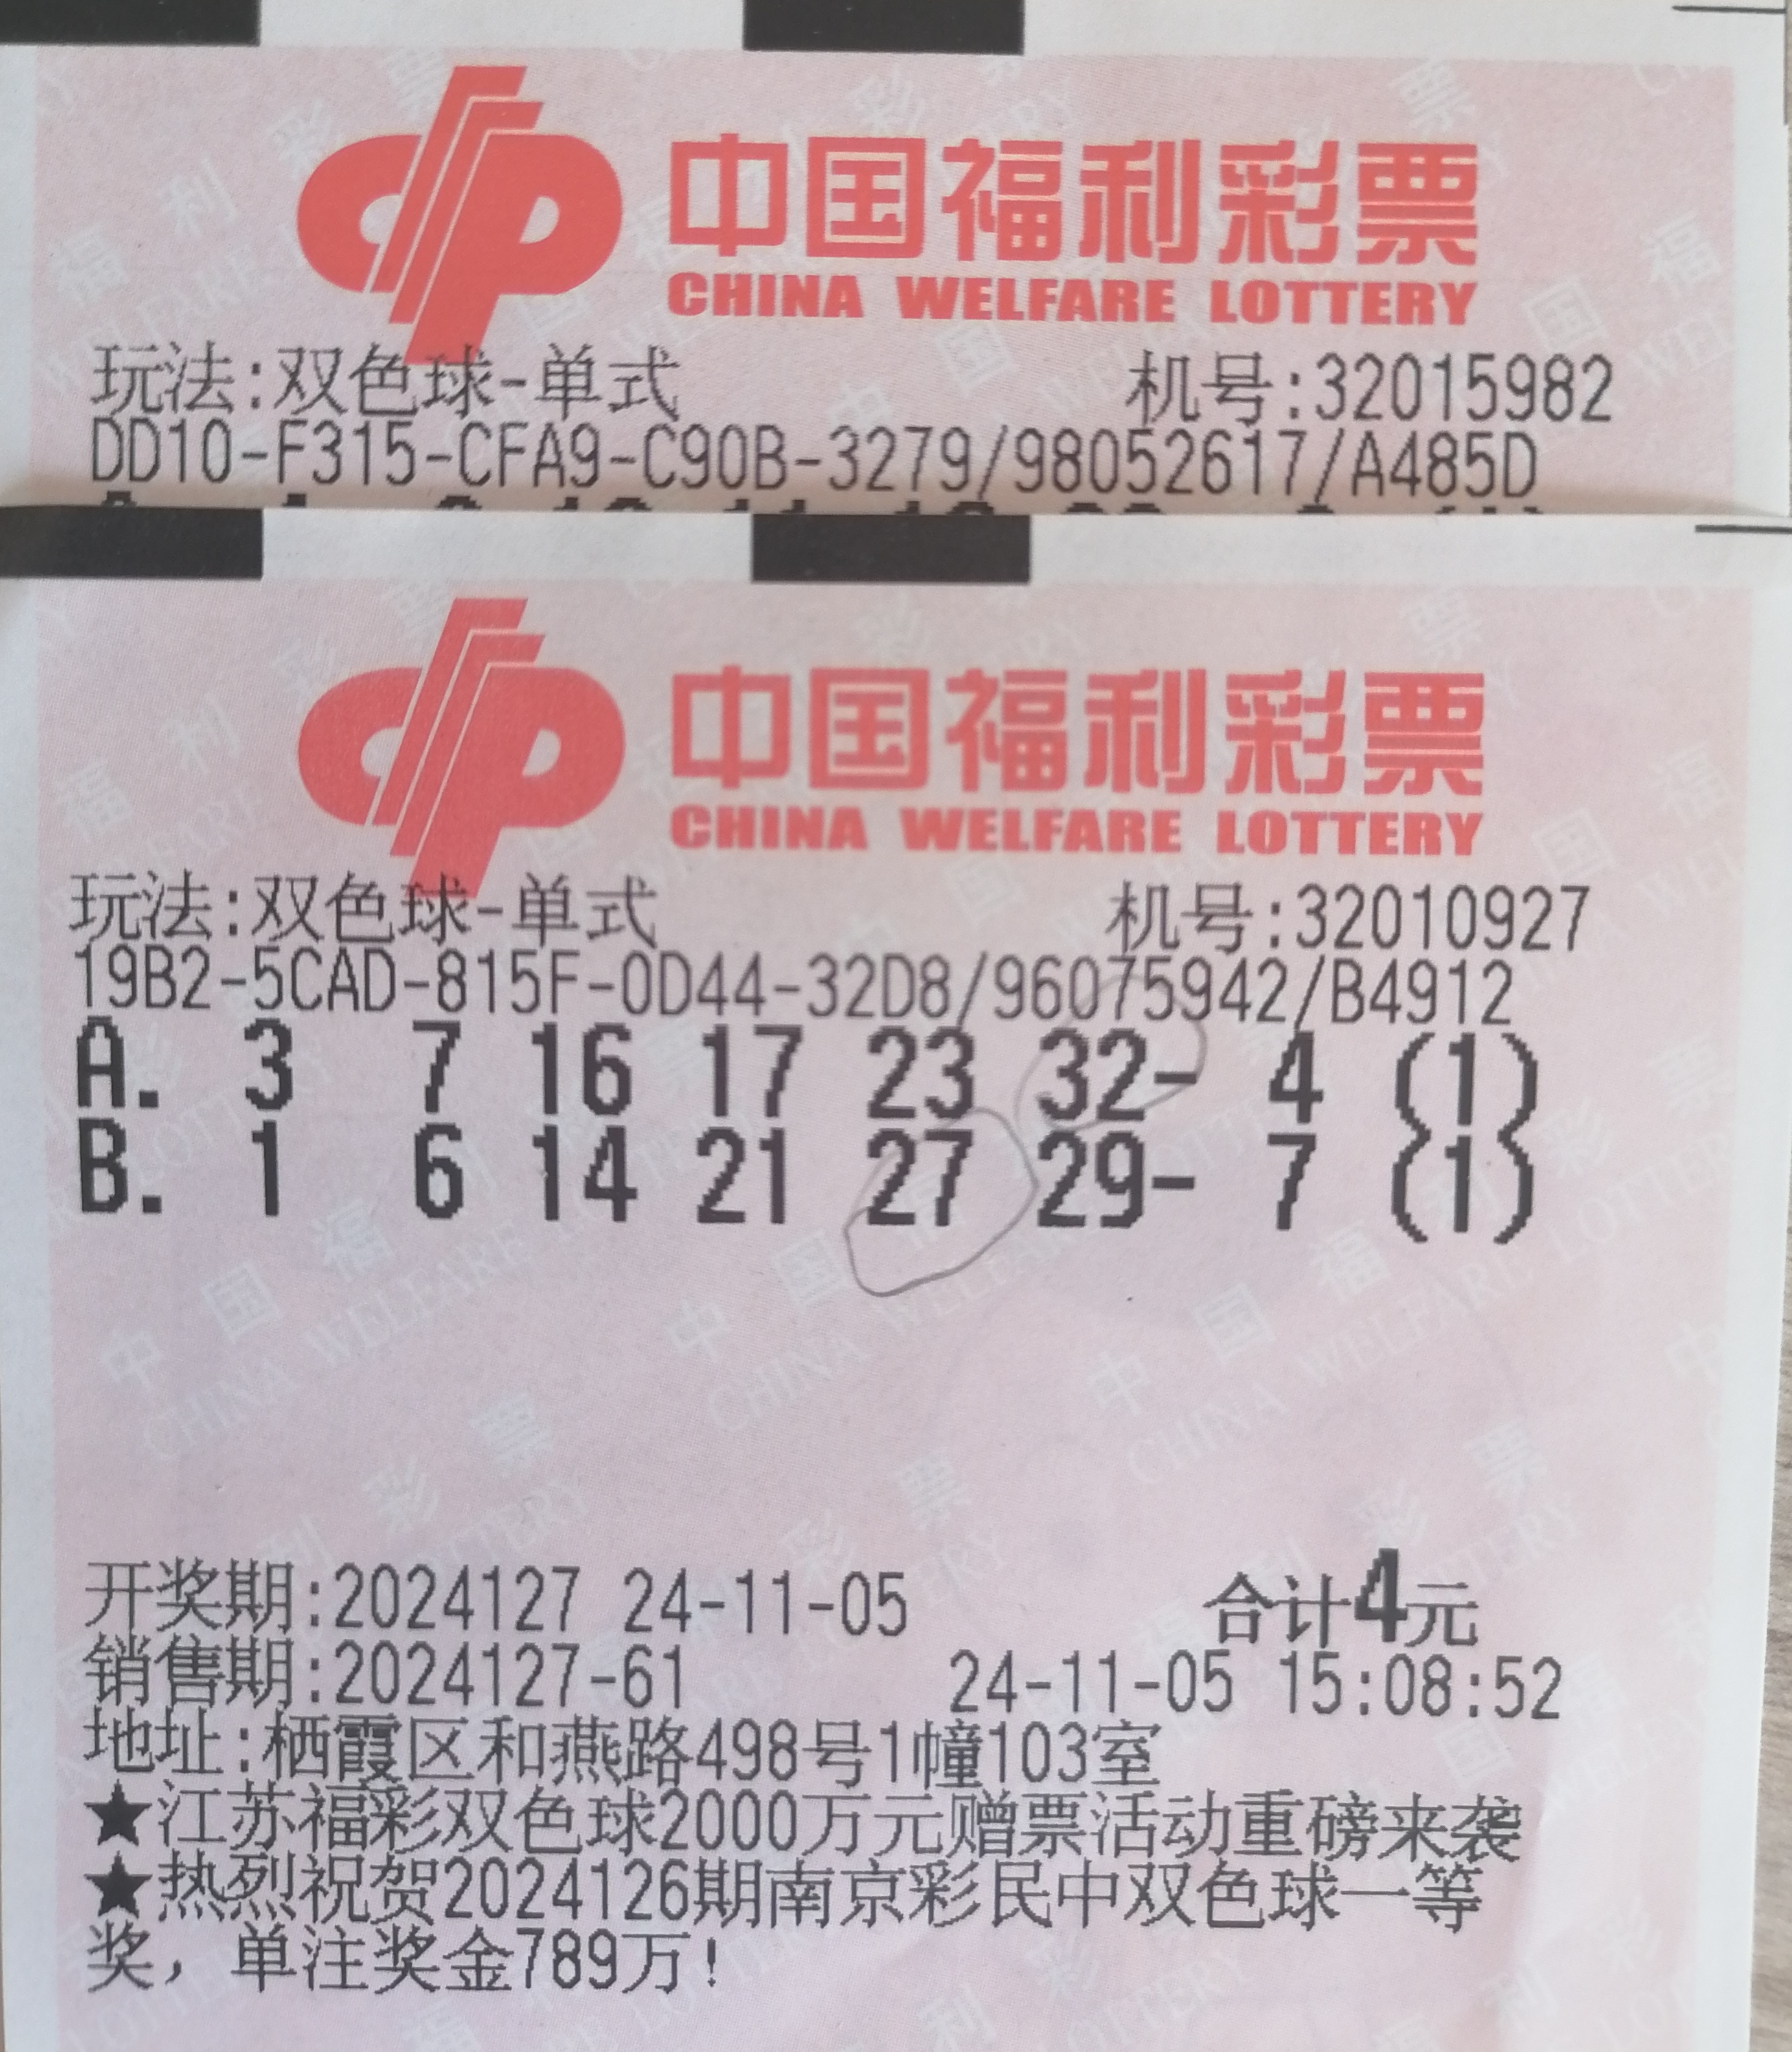 中国福利彩票
CHINA WELFARE LOTTERY
玩法:双色球-单式 机号:32015982
DD10-F315-CFA9-C90B-3279/98052617/A485D
中国福利彩票
CHINA WELFARE LOTTERY
玩法:双色球-单式 机号:32010927
19B2-5CAD-815F-0D44-32D8/96075942/B4912
A. 3 7 16 17 23 32- 4 (1)
B. 1 6 14 21 27 29- 7 (1)
开奖期:2024127 24-11-05 合计4元
销售期:2024127-61 24-11-05 15:08:52
地址:栖霞区和燕路498号1幢103室
★江苏福彩双色球2000万元赠票活动重磅来袭
★热烈祝贺2024126期南京彩民中双色球一等
奖，单注奖金789万！